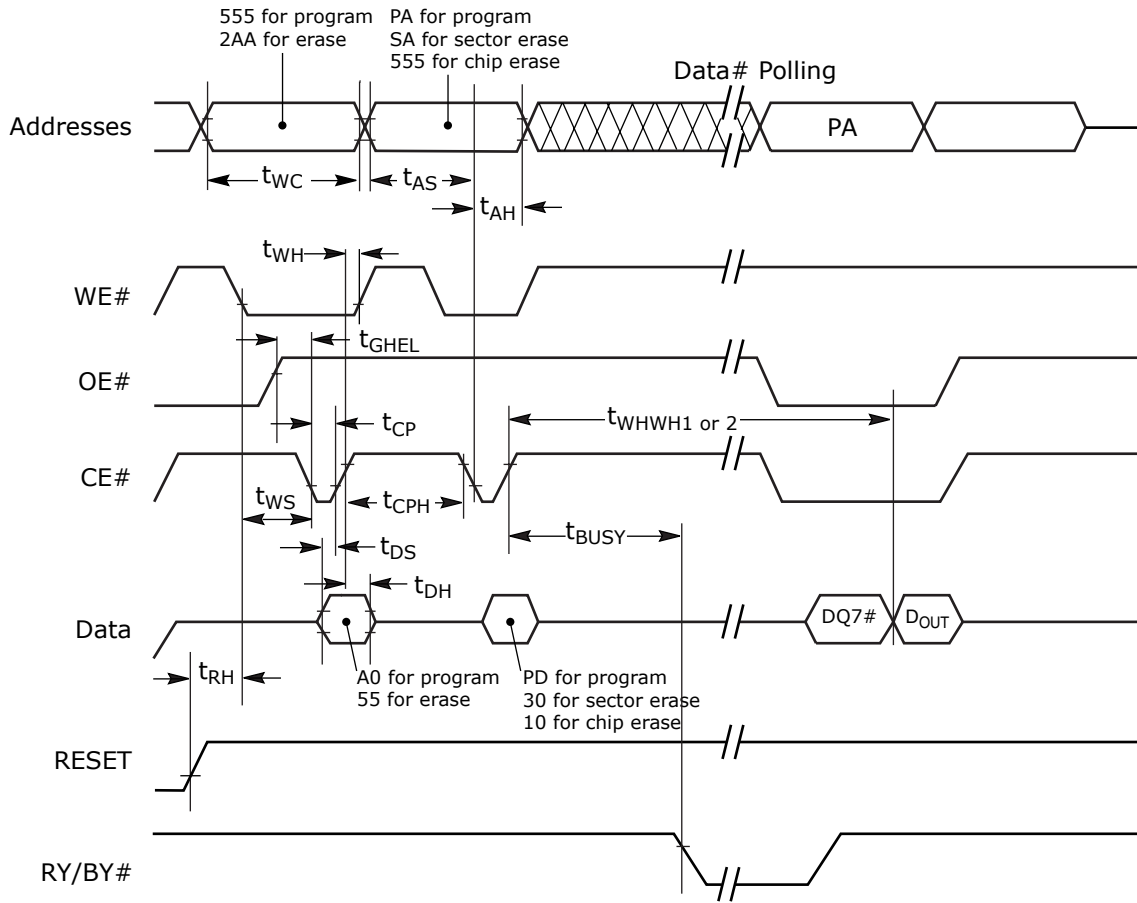 555 for program
2AA for erase
PA for program
SA for sector erase
555 for chip erase
Data# Polling
Addresses
PA
tWC
tAS
tAH
tWH
WE#
tGHEL
OE#
tWHWH1 or 2
tCP
CE#
tWS
tCPH
tBUSY
tDS
tDH
Data
DQ7#
DOUT
tRH
A0 for program
55 for erase
PD for program
30 for sector erase
10 for chip erase
RESET
RY/BY#